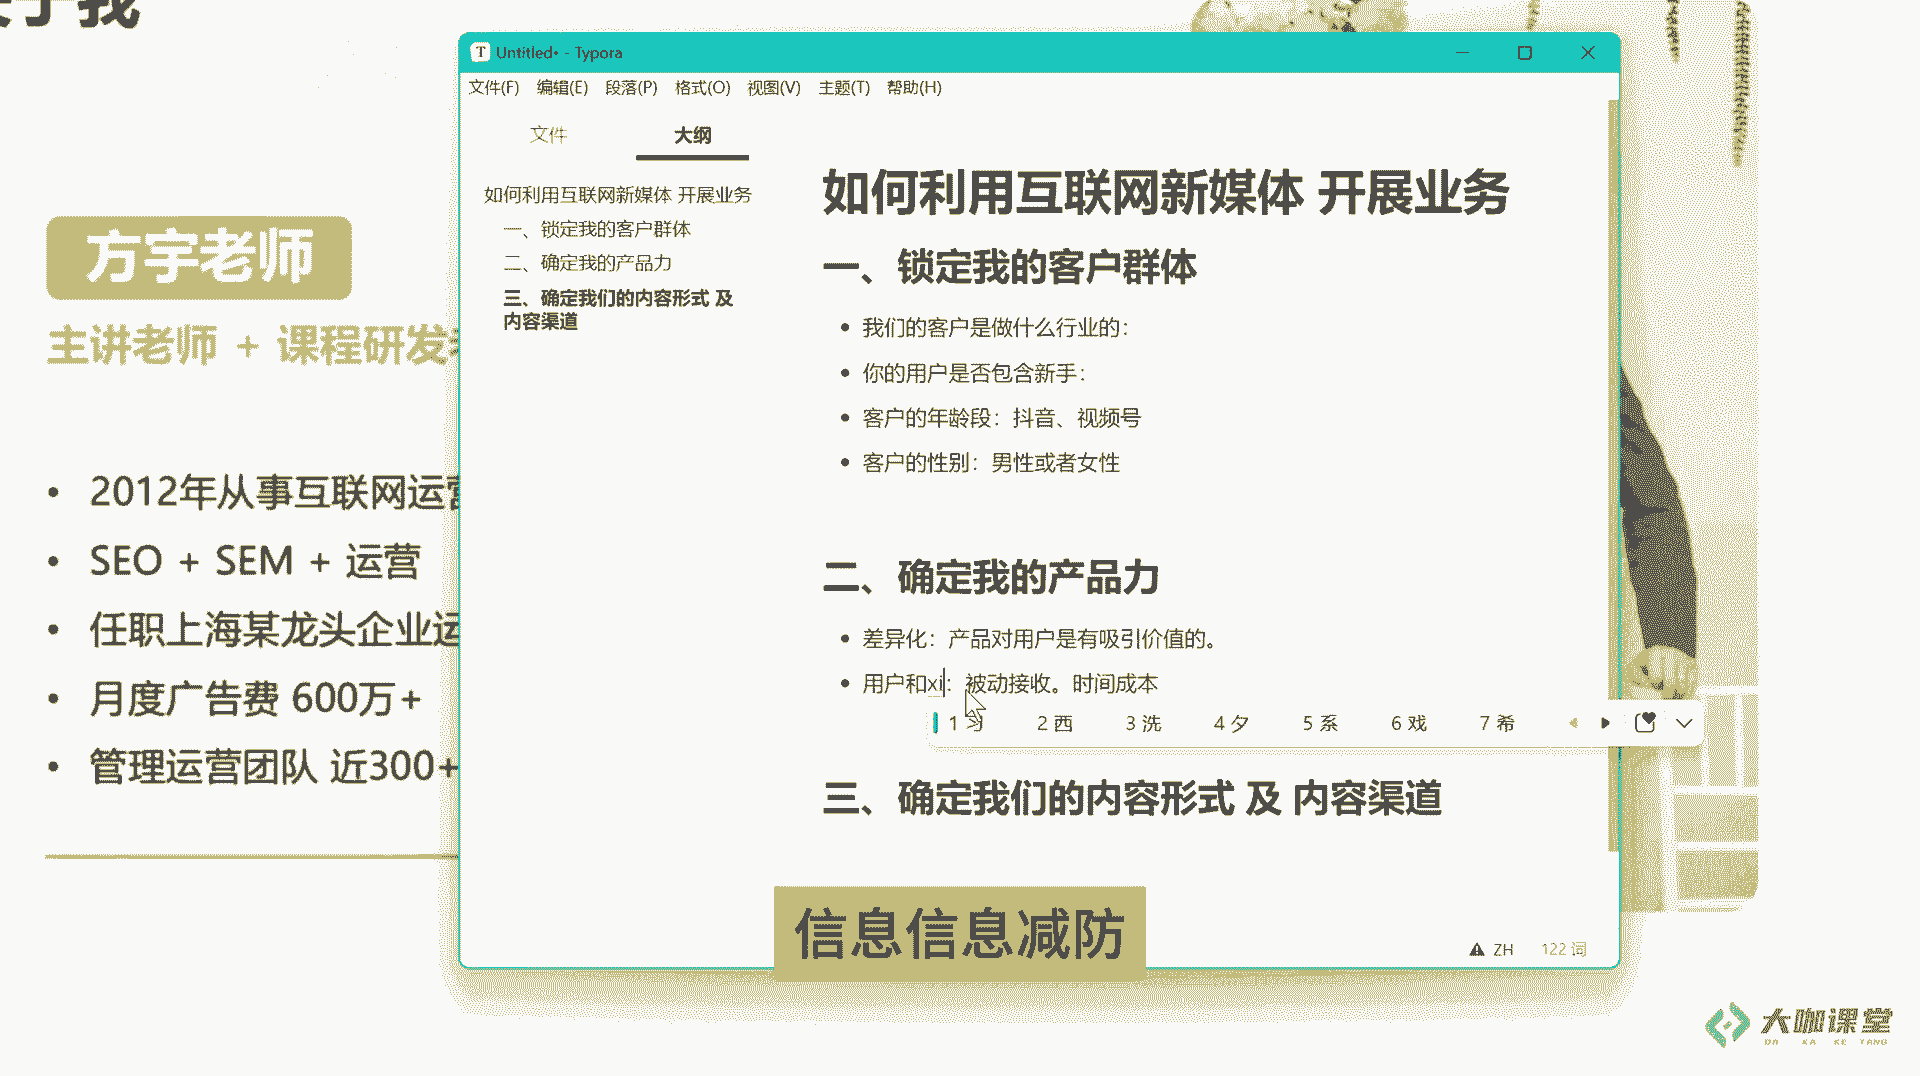 方宇老师
主讲老师 + 课程研发
2012年从事互联网运营
SEO + SEM + 运营
任职上海某龙头企业运
月度广告费 600万+
管理运营团队 近300+
Untitled• - Typora
文件(F) 编辑(E) 段落(P) 格式(O) 视图(V) 主题(T) 帮助(H)
文件 大纲
如何利用互联网新媒体 开展业务
一、锁定我的客户群体
二、确定我的产品力
三、确定我们的内容形式 及
内容渠道
如何利用互联网新媒体 开展业务
一、锁定我的客户群体
我们的客户是做什么行业的：
你的用户是否包含新手：
客户的年龄段：抖音、视频号
客户的性别：男性或者女性
二、确定我的产品力
差异化：产品对用户是有吸引价值的。
用户和xi：被动接收。时间成本
1 2 西 3 洗 4 夕 5 系 6 戏 7 希
三、确定我们的内容形式 及 内容渠道
信息信息减防
ZH 122 词
大咖课堂
DA KA KE TANG